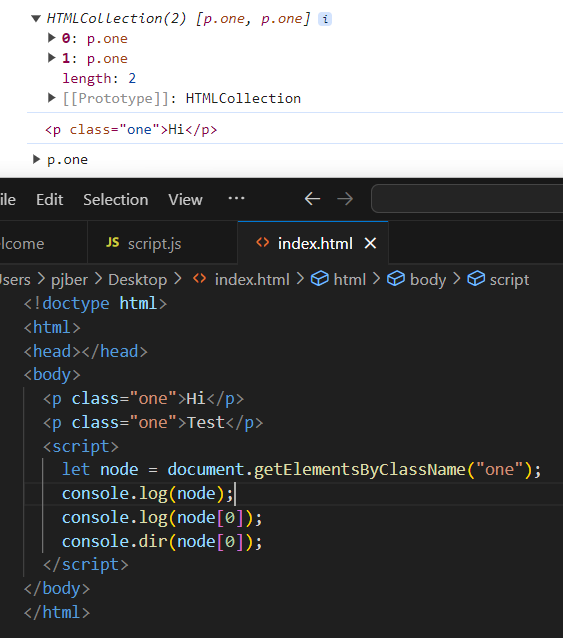 HTMLCollection(2) [p.one, p.one] i
0: p.one
1: p.one
length: 2
[[Prototype]]: HTMLCollection
<p class="one">Hi</p>
p.one
ile Edit Selection View ···
elcome JS script.js <> index.html ×
Jsers > pjber > Desktop > <> index.html > html > body > script
<!doctype html>
<html>
<head></head>
<body>
<p class="one">Hi</p>
<p class="one">Test</p>
<script>
let node = document.getElementsByClassName("one");
console.log(node);
console.log(node[0]);
console.dir(node[0]);
</script>
</body>
</html>